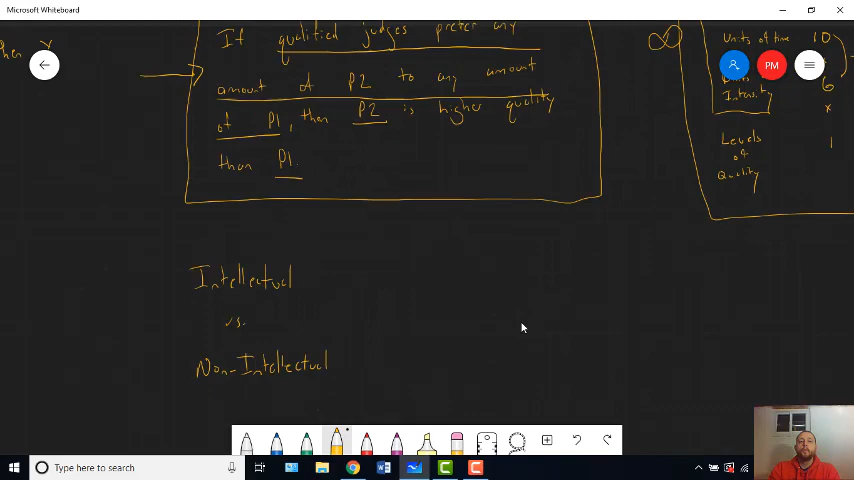 Microsoft Whiteboard
If qualified judges prefer any
amount of P2 to any amount
of P1, then P2 is higher quality
than P1.
∞
Units of time 10
6
Intensity
x
Levels 1
of
Quality
PM
Intellectual
vs.
Non-Intellectual
Type here to search